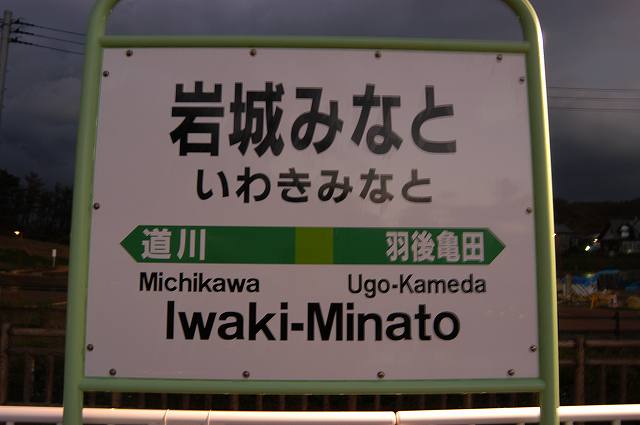 岩城みなと
いわきみなと
道川 羽後亀田
Michikawa Ugo-Kameda
Iwaki-Minato